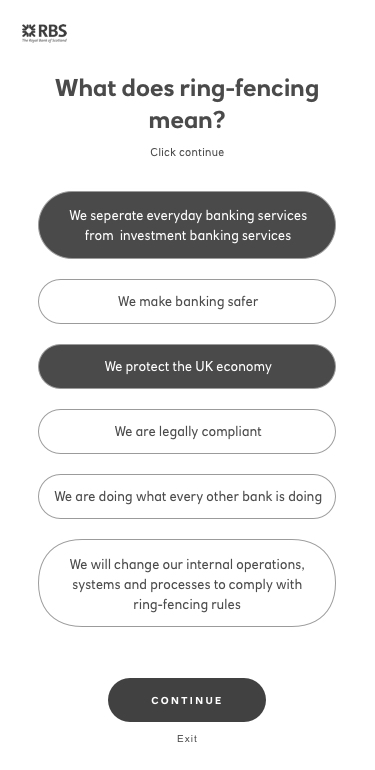 RBS
The Royal Bank of Scotland
What does ring-fencing
mean?
Click continue
We seperate everyday banking services
from  investment banking services
We make banking safer
We protect the UK economy
We are legally compliant
We are doing what every other bank is doing
We will change our internal operations,
systems and processes to comply with
ring-fencing rules
CONTINUE
Exit